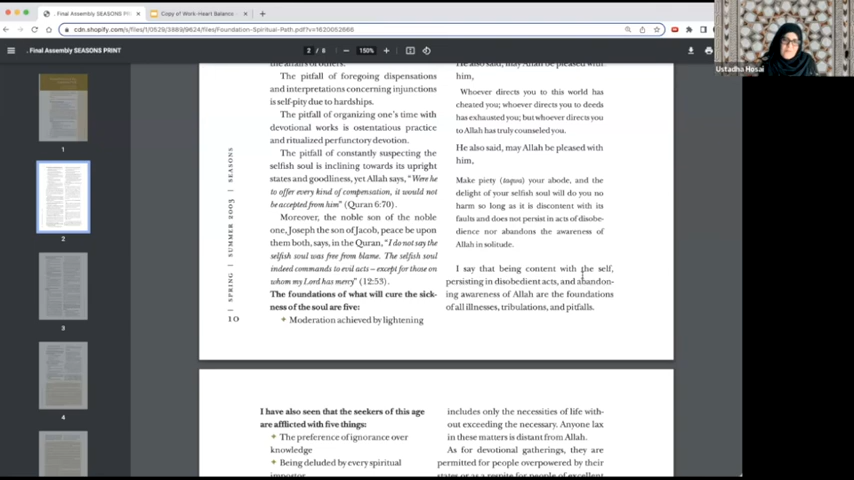 . Final Assembly SEASONS PRINT
Copy of Work-Heart Balance
cdn.shopify.com/s/files/1/0529/3889/9624/files/Foundation-Spiritual-Path.pdf?v=1620052666
. Final Assembly SEASONS PRINT
2 / 8
150%
Ustadha Hosai
1
2
3
4
SPRING | SUMMER 2003 | SEASONS
10
the affairs of others.
The pitfall of foregoing dispensations
and interpretations concerning injunctions
is self-pity due to hardships.
The pitfall of organizing one's time with
devotional works is ostentatious practice
and ritualized perfunctory devotion.
The pitfall of constantly suspecting the
selfish soul is inclining towards its upright
states and goodliness, yet Allah says, "Were he
to offer every kind of compensation, it would not
be accepted from him" (Quran 6:70).
Moreover, the noble son of the noble
one, Joseph the son of Jacob, peace be upon
them both, says, in the Quran, "I do not say the
selfish soul was free from blame. The selfish soul
indeed commands to evil acts – except for those on
whom my Lord has mercy" (12:53).
The foundations of what will cure the sick-
ness of the soul are five:
✦ Moderation achieved by lightening
He also said, may Allah be pleased with
him,
Whoever directs you to this world has
cheated you; whoever directs you to deeds
has exhausted you; but whoever directs you
to Allah has truly counseled you.
He also said, may Allah be pleased with
him,
Make piety (taqwa) your abode, and the
delight of your selfish soul will do you no
harm so long as it is discontent with its
faults and does not persist in acts of disobe-
dience nor abandons the awareness of
Allah in solitude.
I say that being content with the self,
persisting in disobedient acts, and abandon-
ing awareness of Allah are the foundations
of all illnesses, tribulations, and pitfalls.
I have also seen that the seekers of this age
are afflicted with five things:
✦ The preference of ignorance over
knowledge
✦ Being deluded by every spiritual
impostor
includes only the necessities of life with-
out exceeding the necessary. Anyone lax
in these matters is distant from Allah.
As for devotional gatherings, they are
permitted for people overpowered by their
states or as a respite for people of excellent